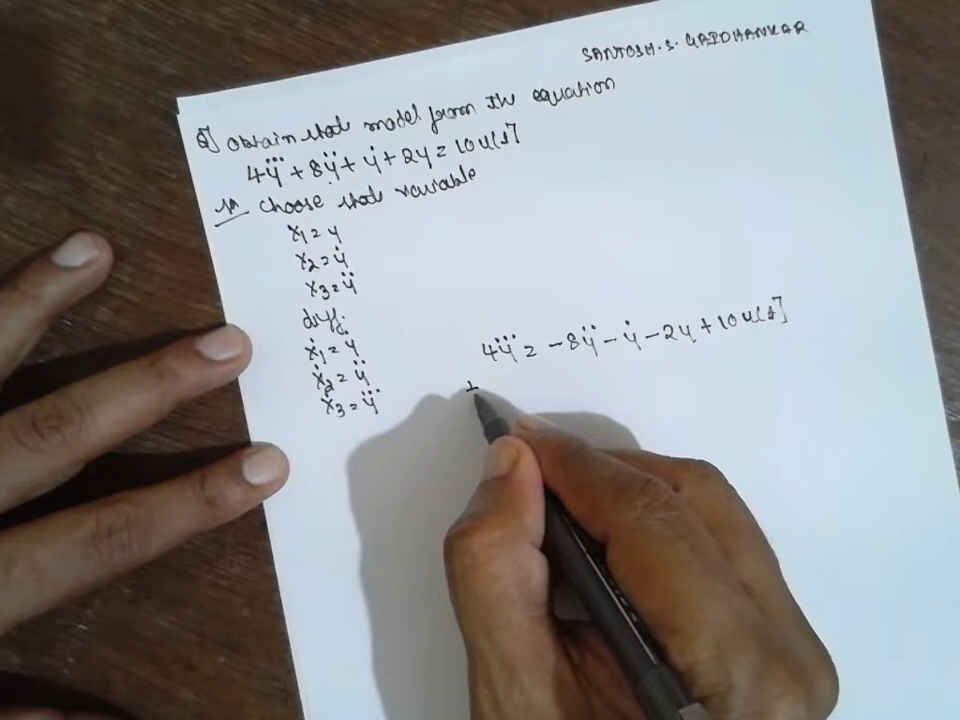 SANTOSH.S.GAIDHANKAR
Q] Obtain state model from the equation
4y⃛ + 8ÿ + ẏ + 2y = 10u(t)
Choose state variable
x₁ = y
x₂ = ẏ
x₃ = ÿ
diff.
ẋ₁ = ẏ
ẋ₂ = ÿ
ẋ₃ = y⃛
4y⃛ = -8ÿ - ẏ - 2y + 10u(t)